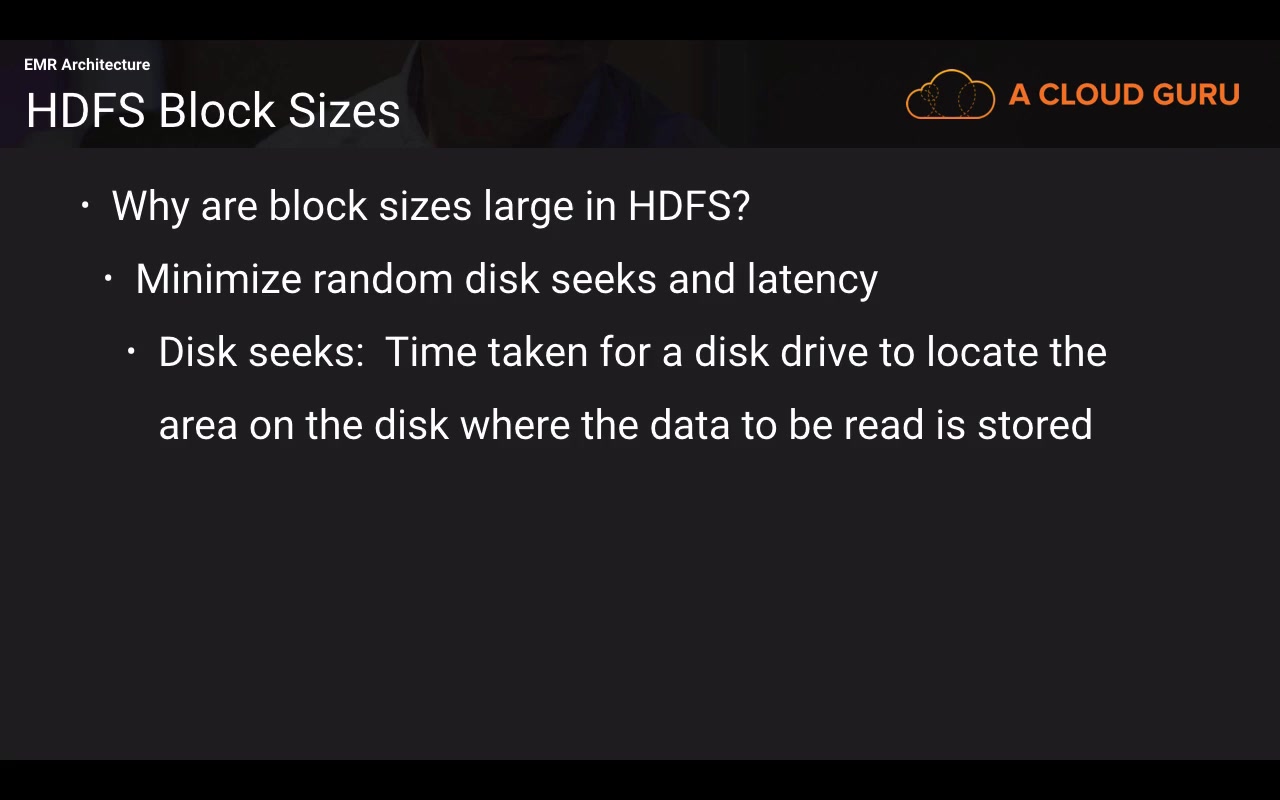 EMR Architecture
HDFS Block Sizes
A CLOUD GURU
• Why are block sizes large in HDFS?
• Minimize random disk seeks and latency
• Disk seeks:  Time taken for a disk drive to locate the
area on the disk where the data to be read is stored